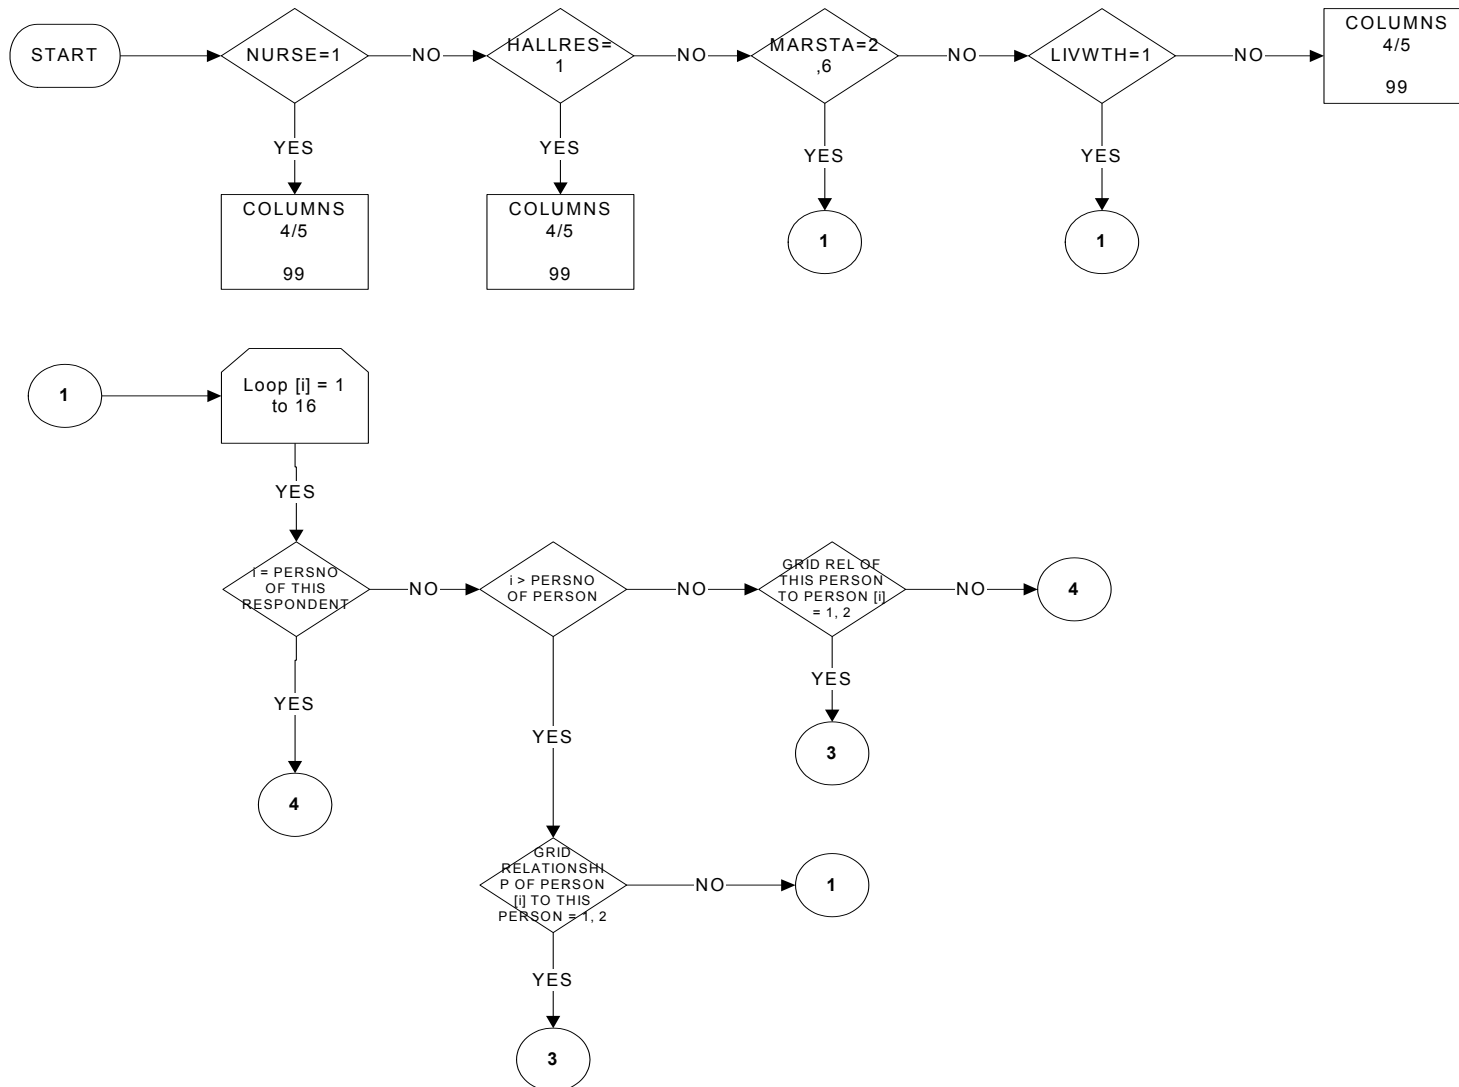 START
NURSE=1
NO
HALLRES=
1
NO
MARSTA=2
,6
NO
LIVWTH=1
NO
COLUMNS
4/5
99
YES
YES
YES
YES
COLUMNS
4/5
99
COLUMNS
4/5
99
1
1
1
Loop [i] = 1
to 16
YES
i = PERSNO
OF THIS
RESPONDENT
NO
i > PERSNO
OF PERSON
NO
GRID REL OF
THIS PERSON
TO PERSON [i]
= 1, 2
NO
4
YES
YES
YES
3
4
GRID
RELATIONSHI
P OF PERSON
[i] TO THIS
PERSON = 1, 2
NO
1
YES
3